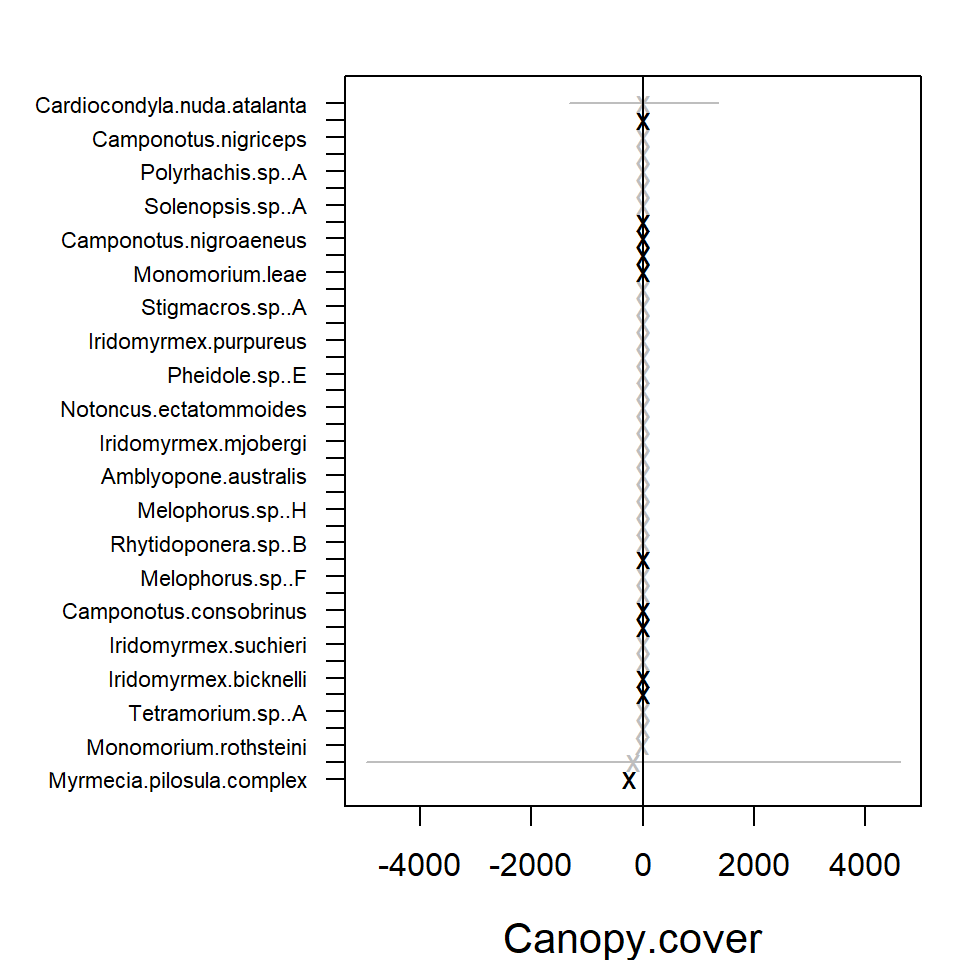 Cardiocondyla.nuda.atalanta
Camponotus.nigriceps
Polyrhachis.sp..A
Solenopsis.sp..A
Camponotus.nigroaeneus
Monomorium.leae
Stigmacros.sp..A
Iridomyrmex.purpureus
Pheidole.sp..E
Notoncus.ectatommoides
Iridomyrmex.mjobergi
Amblyopone.australis
Melophorus.sp..H
Rhytidoponera.sp..B
Melophorus.sp..F
Camponotus.consobrinus
Iridomyrmex.suchieri
Iridomyrmex.bicknelli
Tetramorium.sp..A
Monomorium.rothsteini
Myrmecia.pilosula.complex
-4000 -2000 0 2000 4000
Canopy.cover